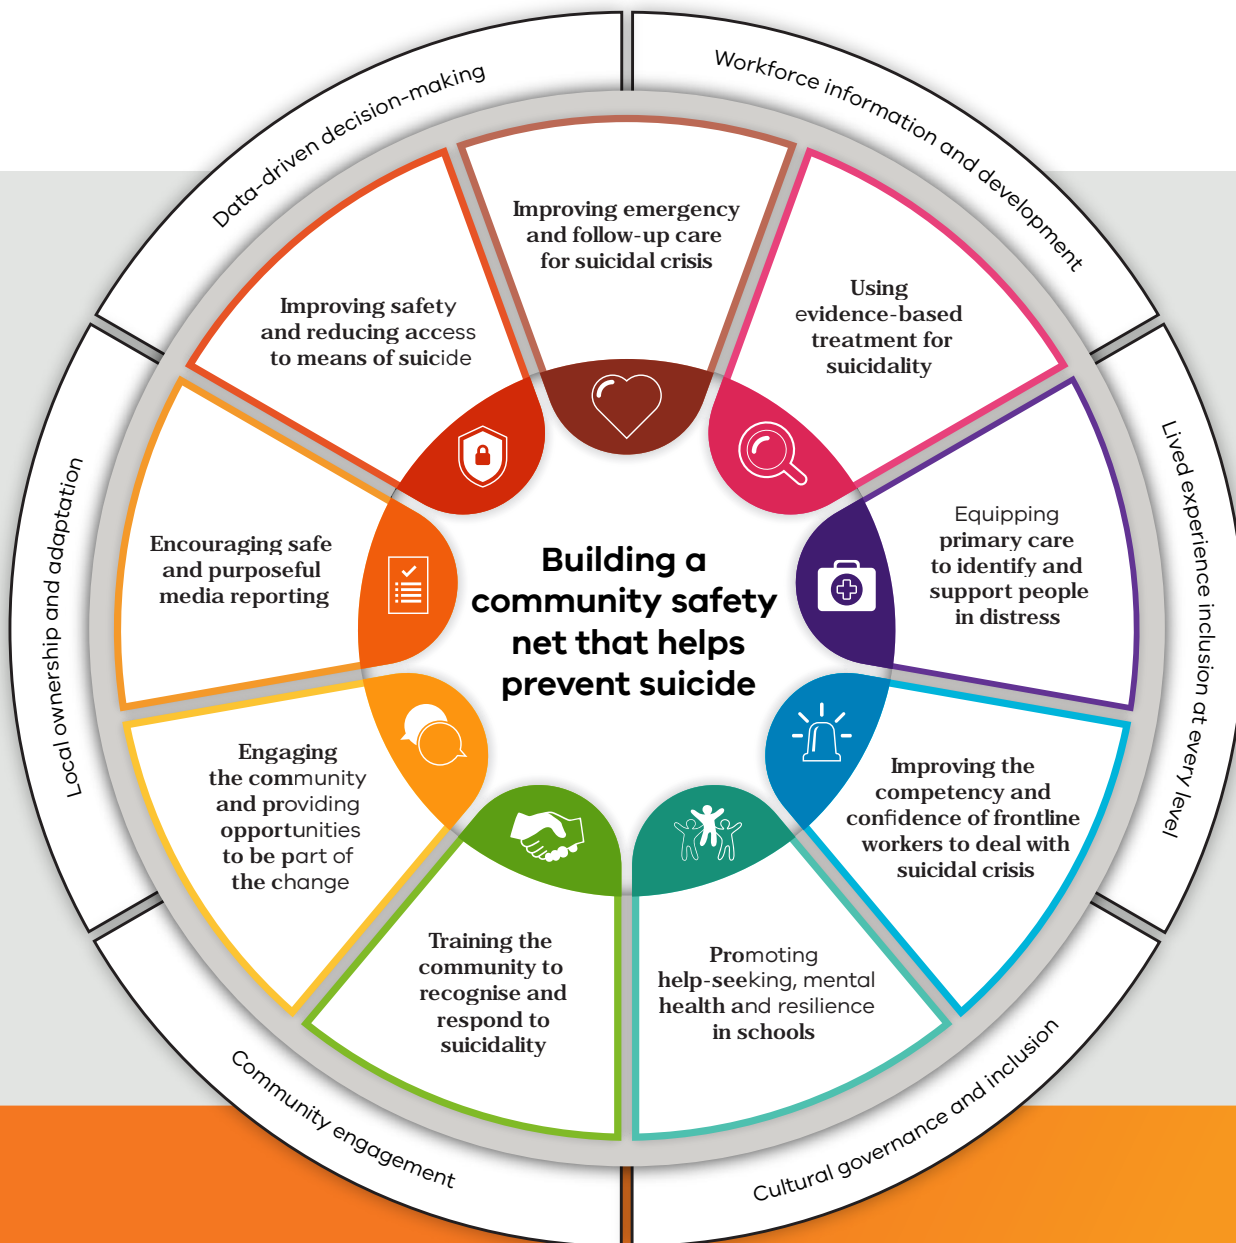 Data-driven decision-making
Workforce information and development
Lived experience inclusion at every level
Cultural governance and inclusion
Community engagement
Local ownership and adaptation
Improving emergency
and follow-up care
for suicidal crisis
Using
evidence-based
treatment for
suicidality
Equipping
primary care
to identify and
support people
in distress
Improving the
competency and
confidence of frontline
workers to deal with
suicidal crisis
Promoting
help-seeking, mental
health and resilience
in schools
Training the
community to
recognise and
respond to
suicidality
Engaging
the community
and providing
opportunities
to be part of
the change
Encouraging safe
and purposeful
media reporting
Improving safety
and reducing access
to means of suicide
Building a
community safety
net that helps
prevent suicide